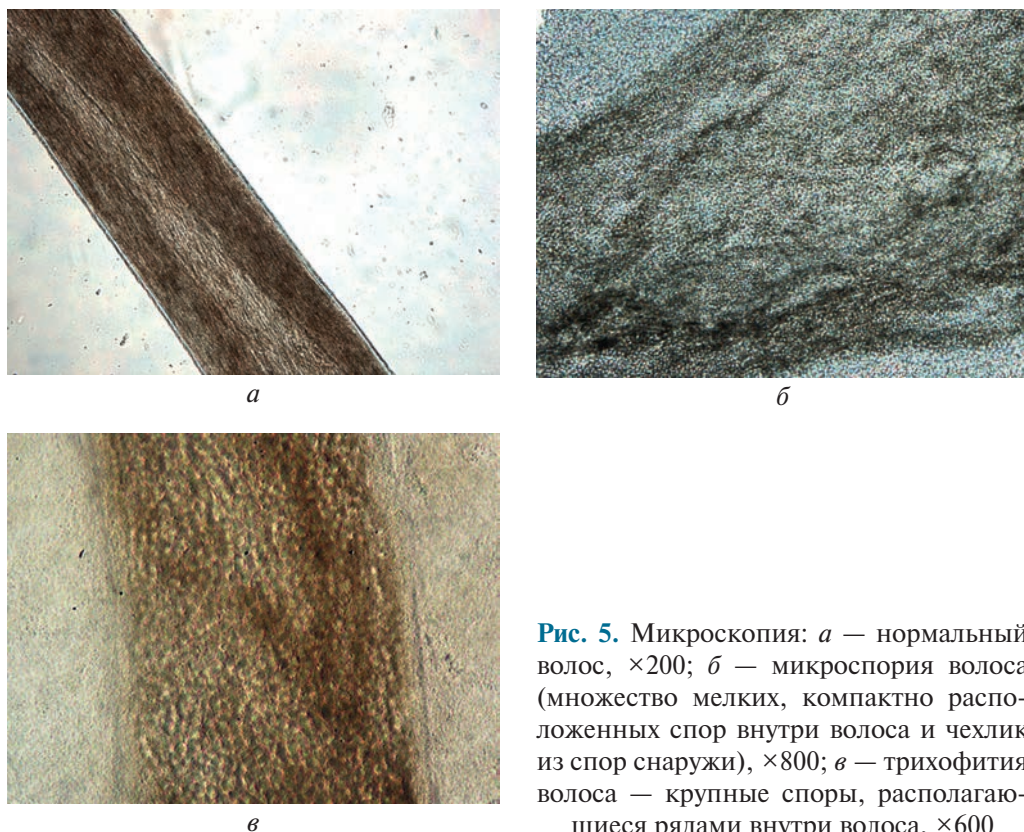 а
б
в
Рис. 5. Микроскопия: а — нормальный
волос, ×200; б — микроспория волоса
(множество мелких, компактно распо-
ложенных спор внутри волоса и чехлик
из спор снаружи), ×800; в — трихофития
волоса — крупные споры, располагаю-
щиеся рядами внутри волоса, ×600